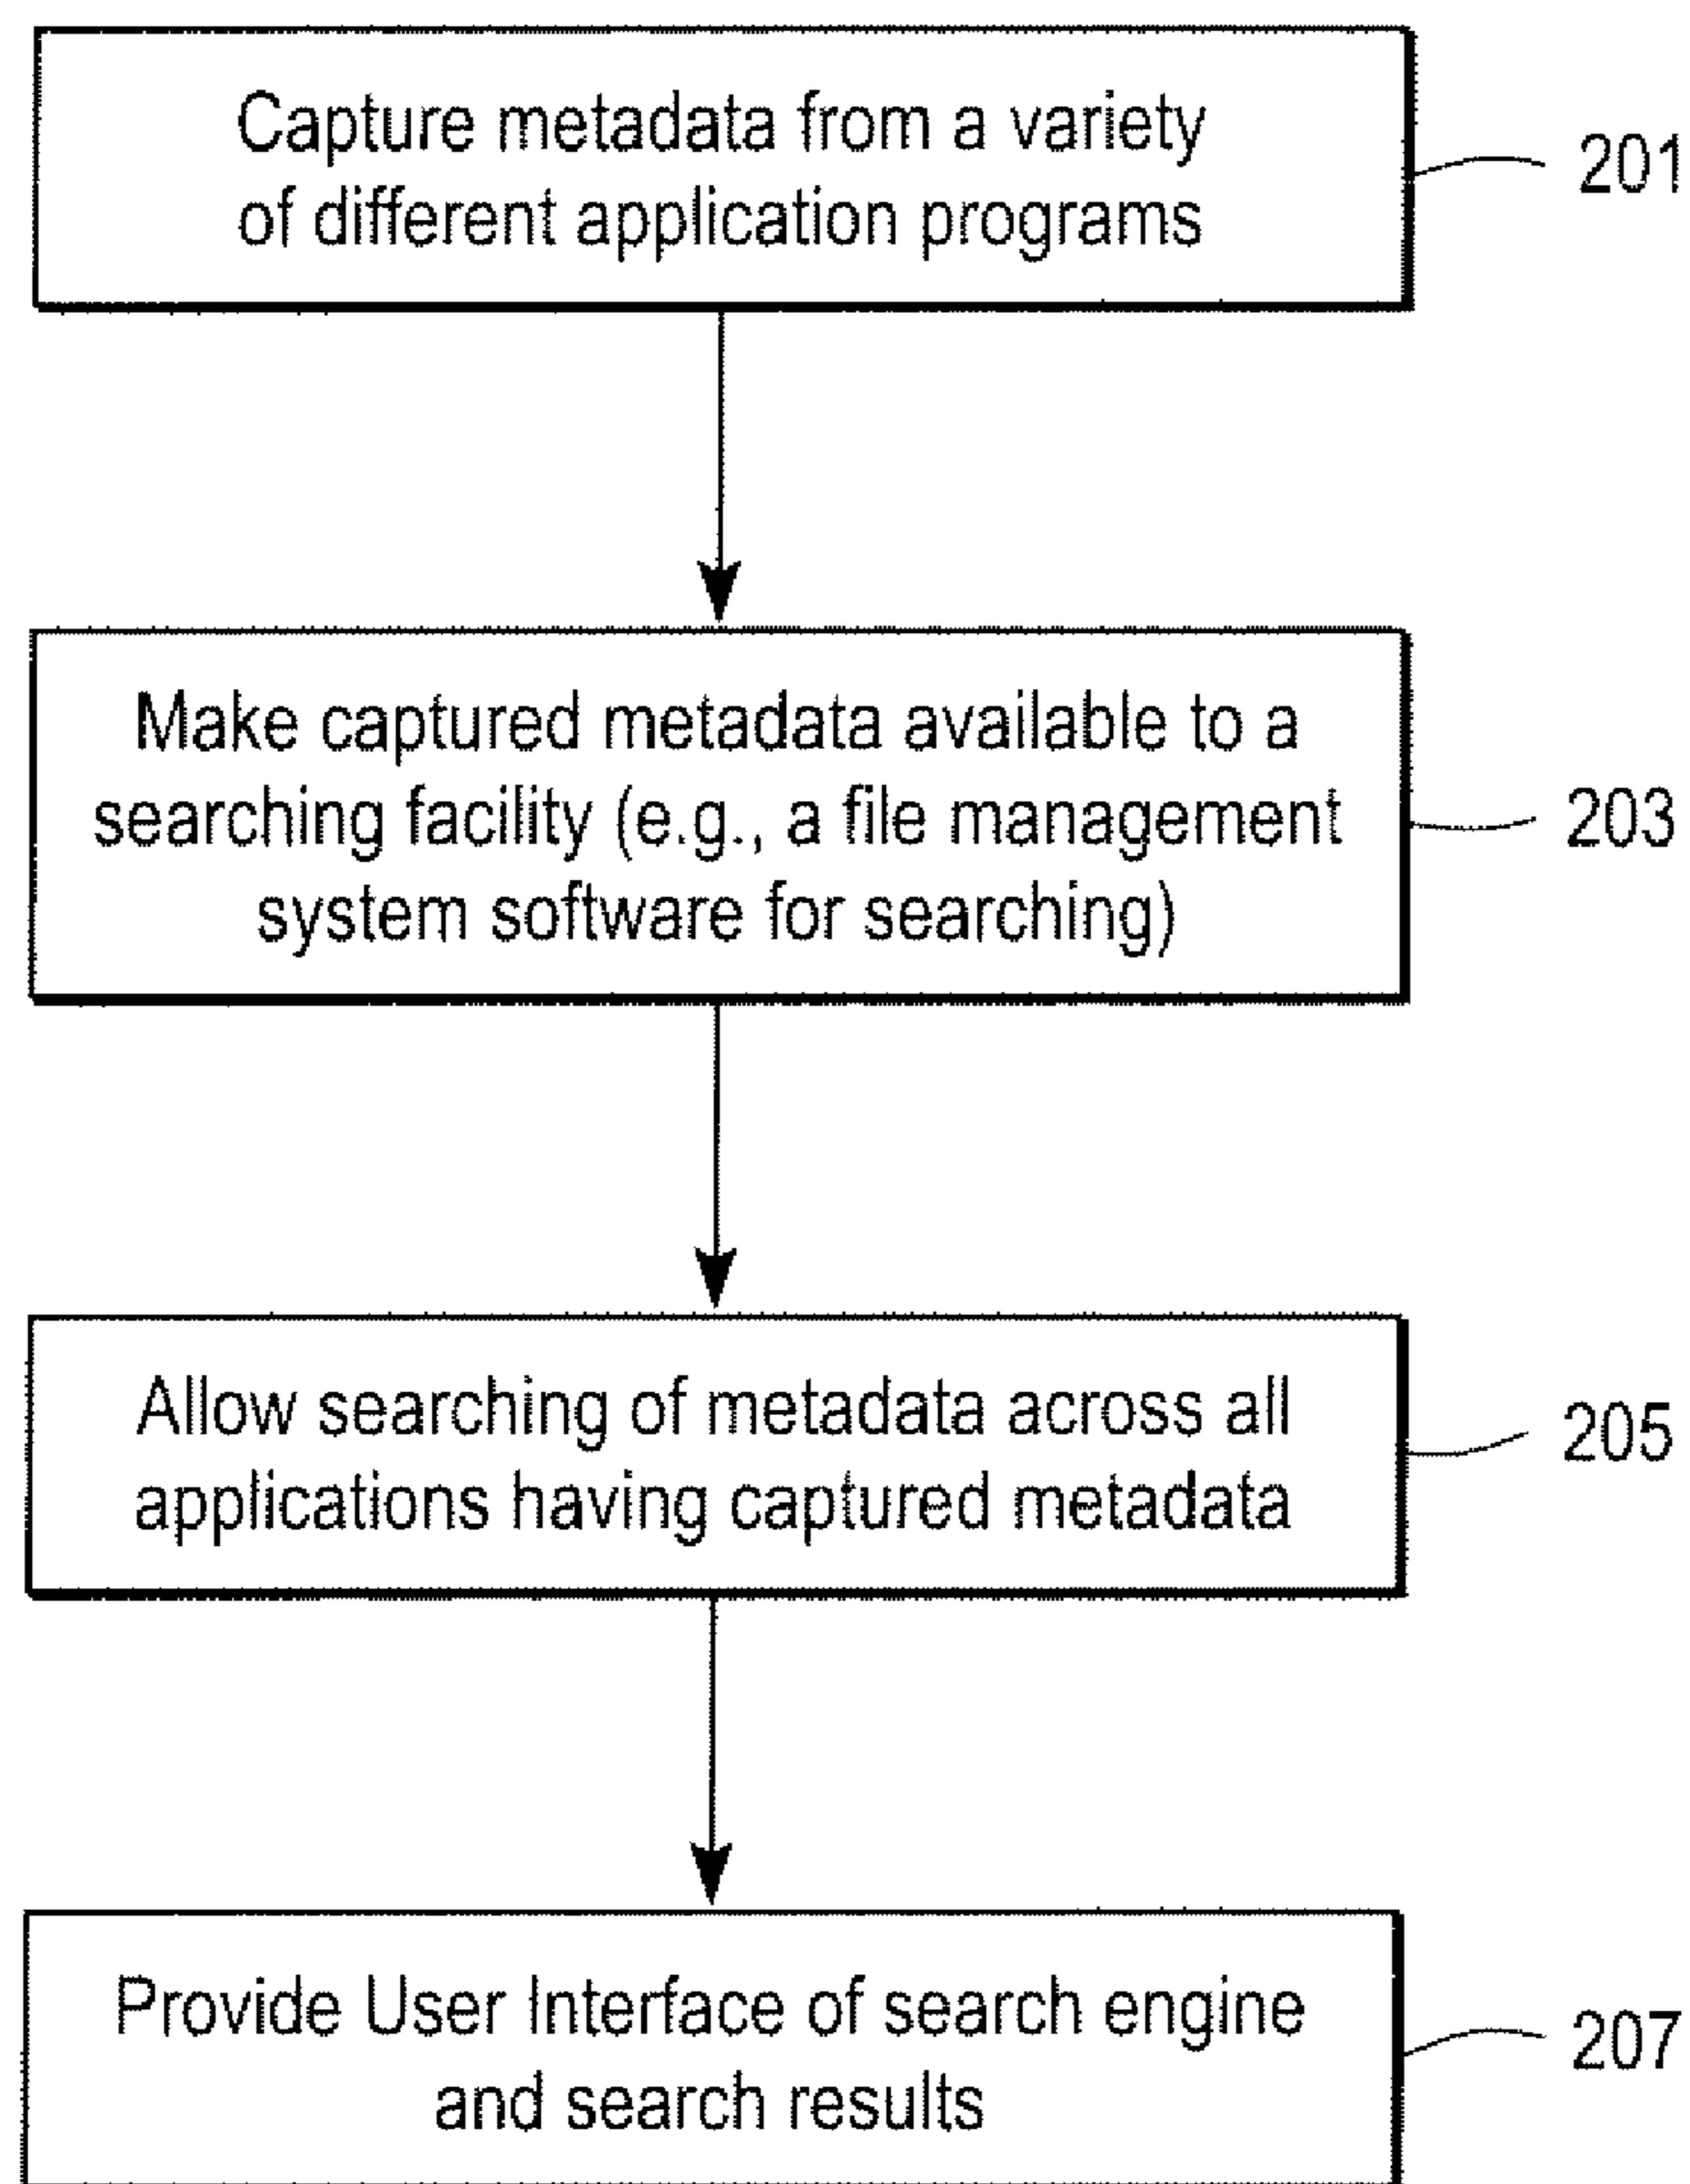 Capture metadata from a variety
of different application programs
201
Make captured metadata available to a
searching facility (e.g., a file management
system software for searching)
203
Allow searching of metadata across all
applications having captured metadata
205
Provide User Interface of search engine
and search results
207